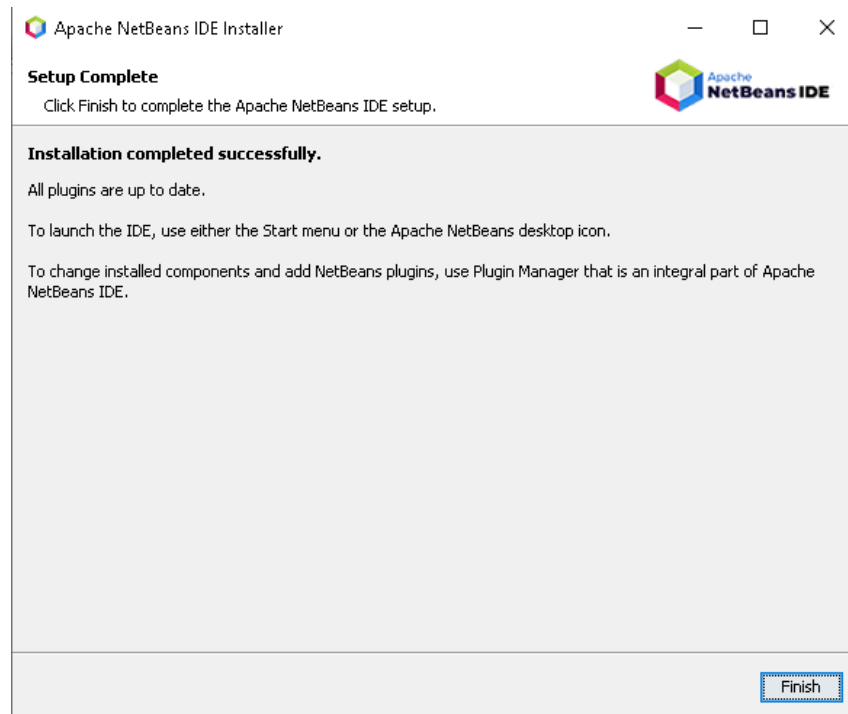 Apache NetBeans IDE Installer
Setup Complete
Click Finish to complete the Apache NetBeans IDE setup.
Apache
NetBeans IDE
Installation completed successfully.
All plugins are up to date.
To launch the IDE, use either the Start menu or the Apache NetBeans desktop icon.
To change installed components and add NetBeans plugins, use Plugin Manager that is an integral part of Apache
NetBeans IDE.
Finish